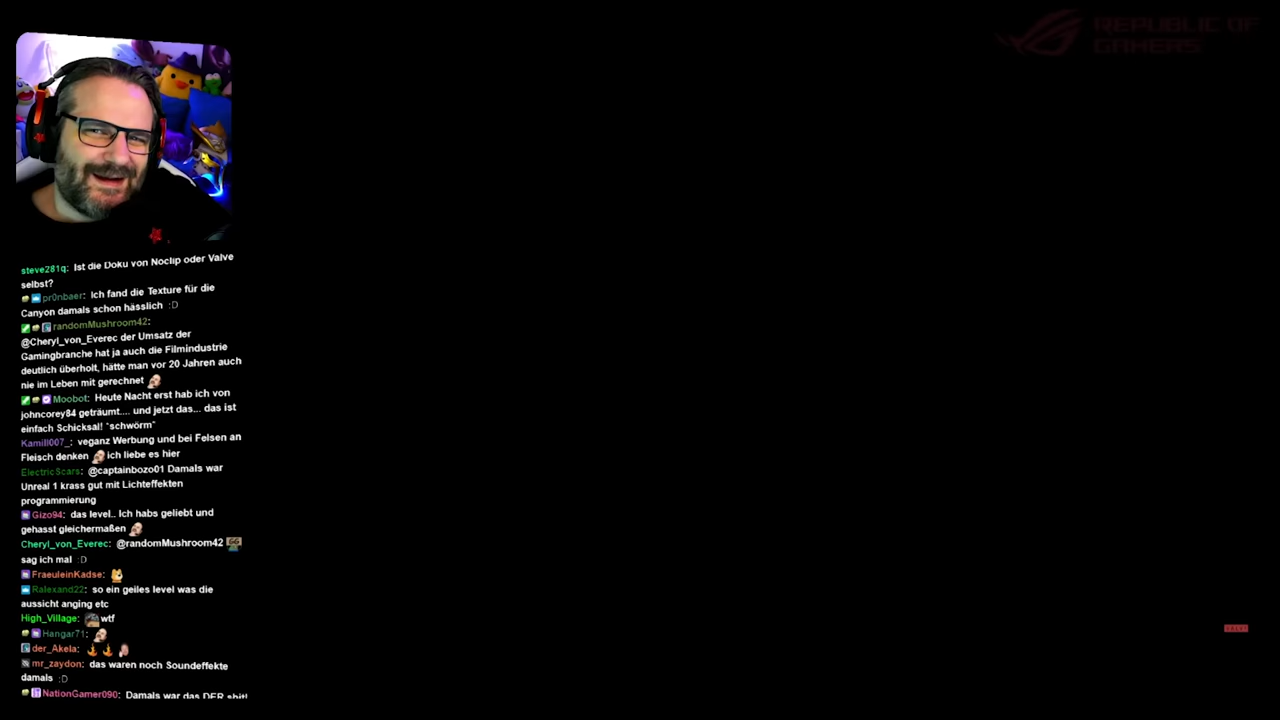 REPUBLIC OF
GAMERS
steve281q: Ist die Doku von Noclip oder Valve
selbst?
pr0nbaer: Ich fand die Texture für die
Canyon damals schon hässlich :D
randomMushroom42:
@Cheryl_von_Everec der Umsatz der
Gamingbranche hat ja auch die Filmindustrie
deutlich überholt, hätte man vor 20 Jahren auch
nie im Leben mit gerechnet
Moobot: Heute Nacht erst hab ich von
johncorey84 geträumt.... und jetzt das... das ist
einfach Schicksal! *schwörm*
Kamill007_: veganz Werbung und bei Felsen an
Fleisch denken ich liebe es hier
ElectricScars: @captainbozo01 Damals war
Unreal 1 krass gut mit Lichteffekten
programmierung
Gizo94: das level.. Ich habs geliebt und
gehasst gleichermaßen
Cheryl_von_Everec: @randomMushroom42 GG
sag ich mal :D
FraeuleinKadse:
Ralexand22: so ein geiles level was die
aussicht anging etc
High_Village: wtf
Hangar71:
der_Akela:
mr_zaydon: das waren noch Soundeffekte
damals :D
NationGamer090: Damals war das DER shit!